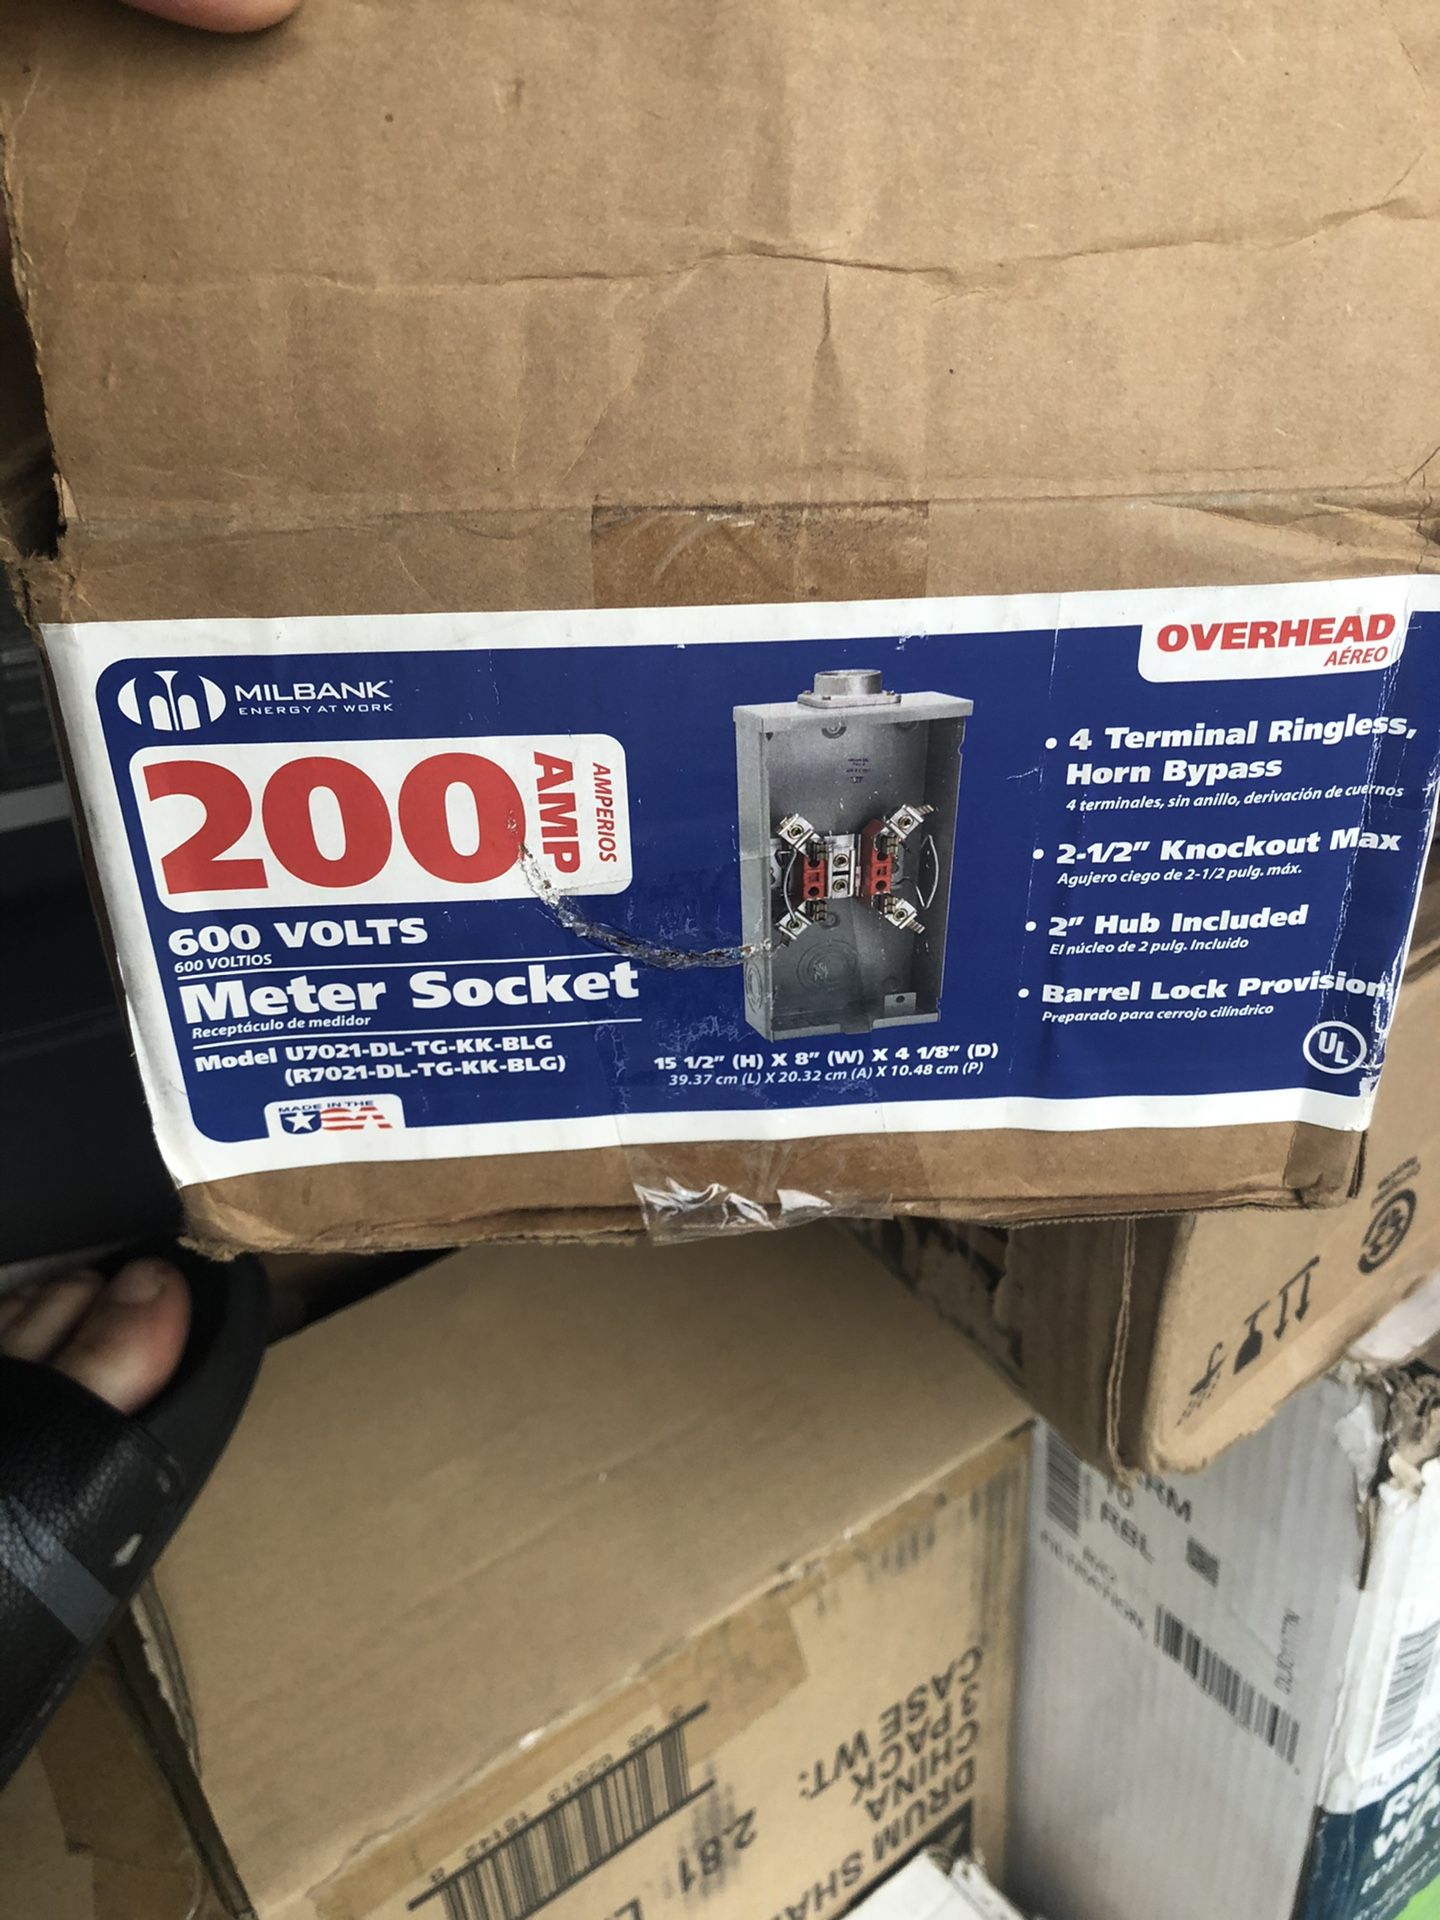 MILBANK
ENERGY AT WORK
200 AMP
AMPERIOS
600 VOLTS
600 VOLTIOS
Meter Socket
Receptáculo de medidor
Model U7021-DL-TG-KK-BLG
(R7021-DL-TG-KK-BLG)
MADE IN THE
USA
15 1/2" (H) X 8" (W) X 4 1/8" (D)
39.37 cm (L) X 20.32 cm (A) X 10.48 cm (P)
OVERHEAD
AÉREO
• 4 Terminal Ringless,
Horn Bypass
4 terminales, sin anillo, derivación de cuernos
• 2-1/2" Knockout Max
Agujero ciego de 2-1/2 pulg. máx.
• 2" Hub Included
El núcleo de 2 pulg. Incluido
• Barrel Lock Provision
Preparado para cerrojo cilíndrico
UL
RBL
DRUM SHA
CHINA
PACK
CASE WT:
2.81